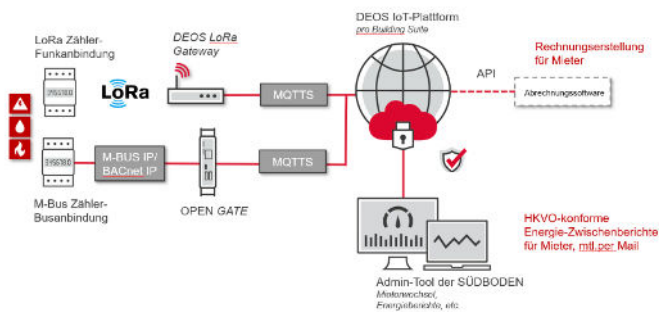 LoRa Zähler-
Funkanbindung
LoRa
DEOS LoRa
Gateway
MQTTS
DEOS IoT-Plattform
pro Building Suite
API
Rechnungserstellung
für Mieter
Abrechnungssoftware
M-BUS IP/
BACnet IP
MQTTS
M-Bus Zähler-
Busanbindung
OPEN GATE
HKVO-konforme
Energie-Zwischenberichte
für Mieter, mtl.per Mail
Admin-Tool der SÜDBODEN
Mieterwechsel,
Energieberichte, etc.